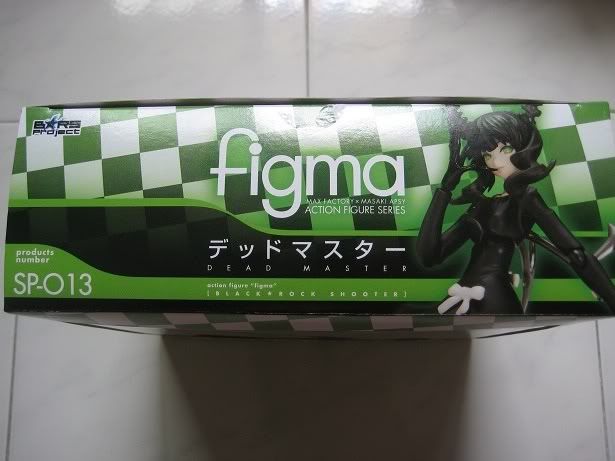 B★RS
Project
figma
MAX FACTORY×MASAKI APSY
ACTION FIGURE SERIES
デッドマスター
DEAD MASTER
products
number
SP-013
action figure "figma"
[BLACK★ROCK SHOOTER]